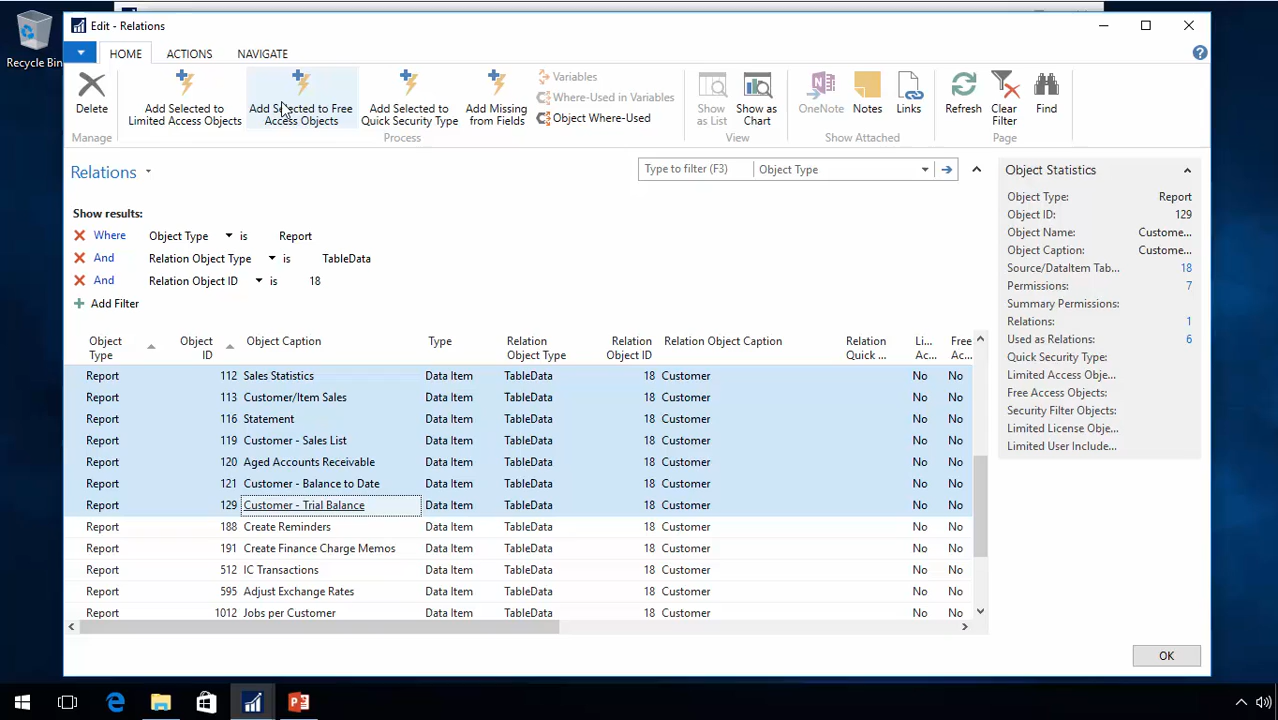 Recycle Bin
Edit - Relations
HOME ACTIONS NAVIGATE
Delete
Add Selected to Limited Access Objects
Add Selected to Free Access Objects
Add Selected to Quick Security Type
Add Missing from Fields
Variables
Where-Used in Variables
Object Where-Used
Show as List
Show as Chart
OneNote
Notes
Links
Refresh
Clear Filter
Find
Manage Process View Show Attached Page
Relations
Type to filter (F3) Object Type
Show results:
Where Object Type is Report
And Relation Object Type is TableData
And Relation Object ID is 18
Add Filter
Object Type Object ID Object Caption Type Relation Object Type Relation Object ID Relation Object Caption Relation Quick ... Li... Ac... Free Ac...
Report 112 Sales Statistics Data Item TableData 18 Customer No No
Report 113 Customer/Item Sales Data Item TableData 18 Customer No No
Report 116 Statement Data Item TableData 18 Customer No No
Report 119 Customer - Sales List Data Item TableData 18 Customer No No
Report 120 Aged Accounts Receivable Data Item TableData 18 Customer No No
Report 121 Customer - Balance to Date Data Item TableData 18 Customer No No
Report 129 Customer - Trial Balance Data Item TableData 18 Customer No No
Report 188 Create Reminders Data Item TableData 18 Customer No No
Report 191 Create Finance Charge Memos Data Item TableData 18 Customer No No
Report 512 IC Transactions Data Item TableData 18 Customer No No
Report 595 Adjust Exchange Rates Data Item TableData 18 Customer No No
Report 1012 Jobs per Customer Data Item TableData 18 Customer No No
Object Statistics
Object Type: Report
Object ID: 129
Object Name: Custome...
Object Caption: Custome...
Source/DataItem Tab... 18
Permissions: 7
Summary Permissions:
Relations: 1
Used as Relations: 6
Quick Security Type:
Limited Access Obje...
Free Access Objects:
Security Filter Objects:
Limited License Obje...
Limited User Include...
OK